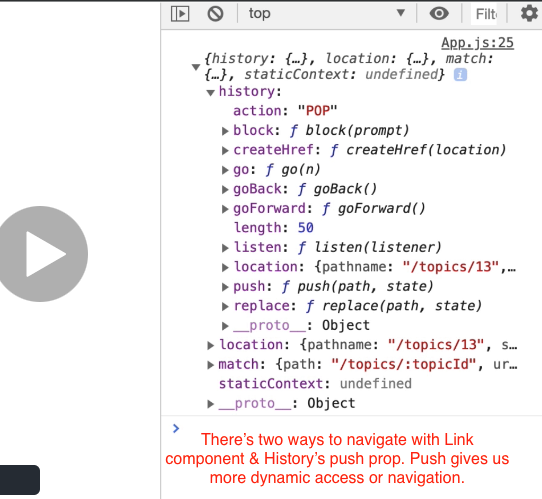 top
Filt
App.js:25
{history: {…}, location: {…}, match:
{…}, staticContext: undefined} i
history:
action: "POP"
block: ƒ block(prompt)
createHref: ƒ createHref(location)
go: ƒ go(n)
goBack: ƒ goBack()
goForward: ƒ goForward()
length: 50
listen: ƒ listen(listener)
location: {pathname: "/topics/13",…
push: ƒ push(path, state)
replace: ƒ replace(path, state)
__proto__: Object
location: {pathname: "/topics/13", s…
match: {path: "/topics/:topicId", ur…
staticContext: undefined
__proto__: Object
There's two ways to navigate with Link
component & History's push prop. Push gives us
more dynamic access or navigation.